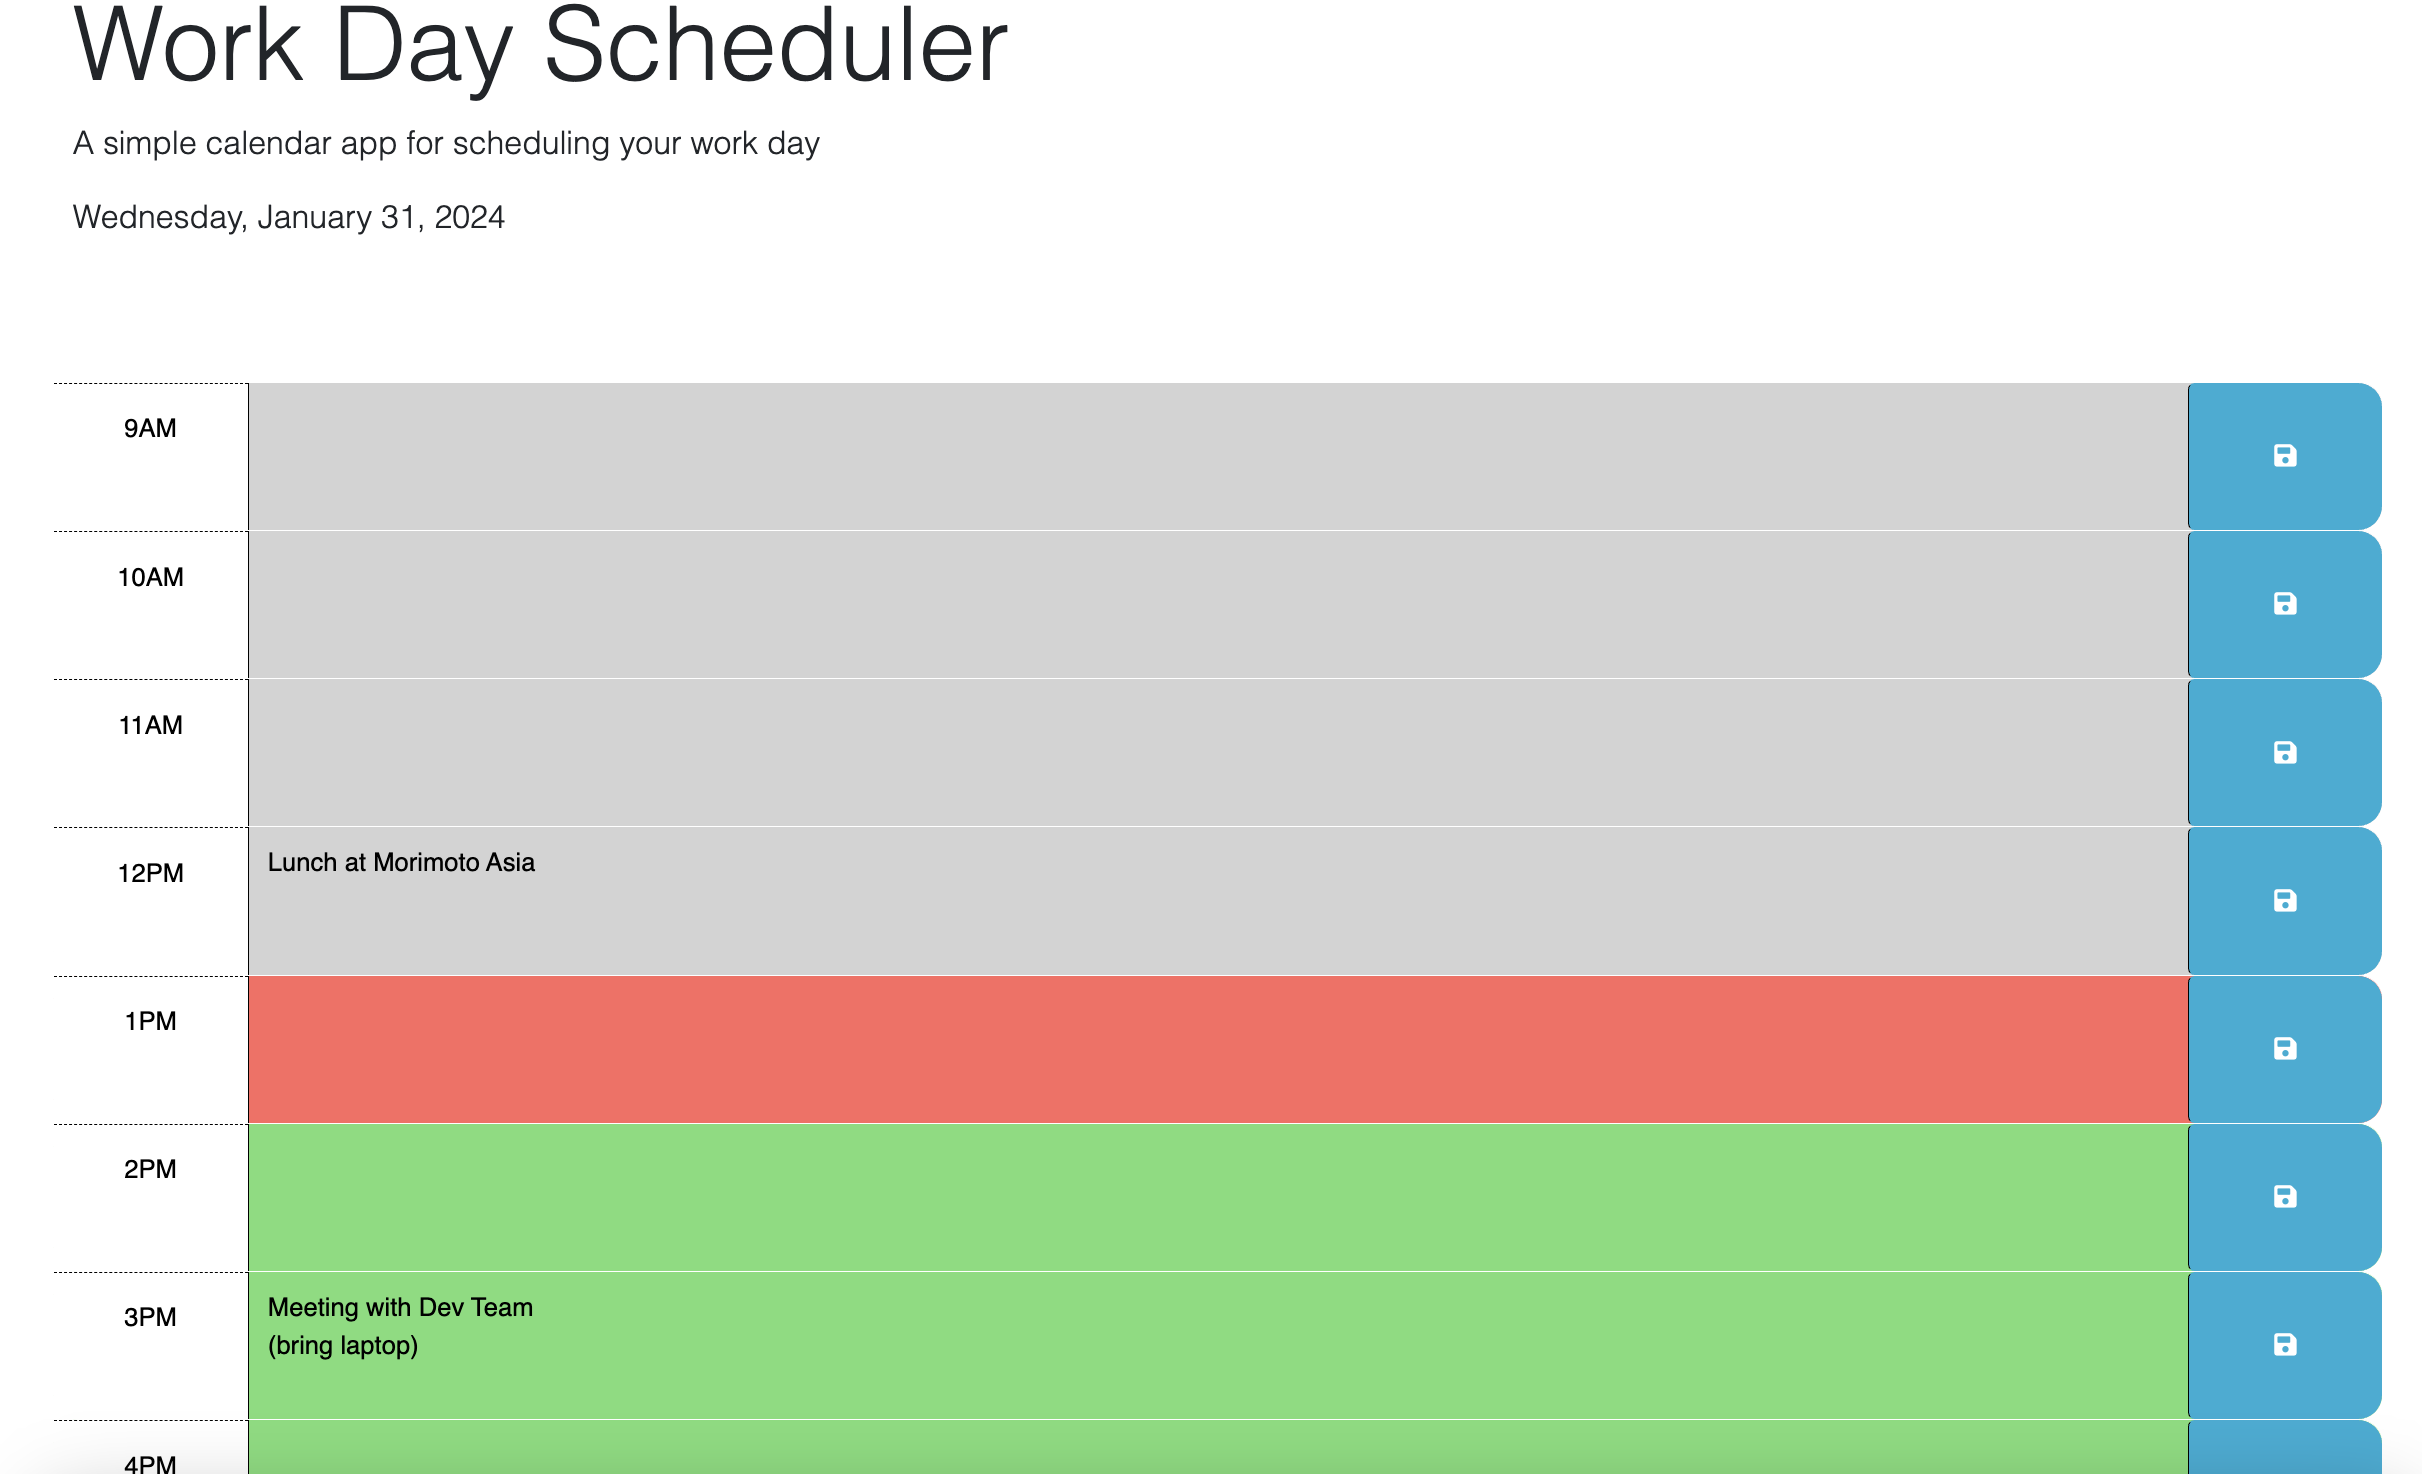 Work Day Scheduler
A simple calendar app for scheduling your work day
Wednesday, January 31, 2024
9AM
10AM
11AM
12PM
Lunch at Morimoto Asia
1PM
2PM
3PM
Meeting with Dev Team
(bring laptop)
4PM